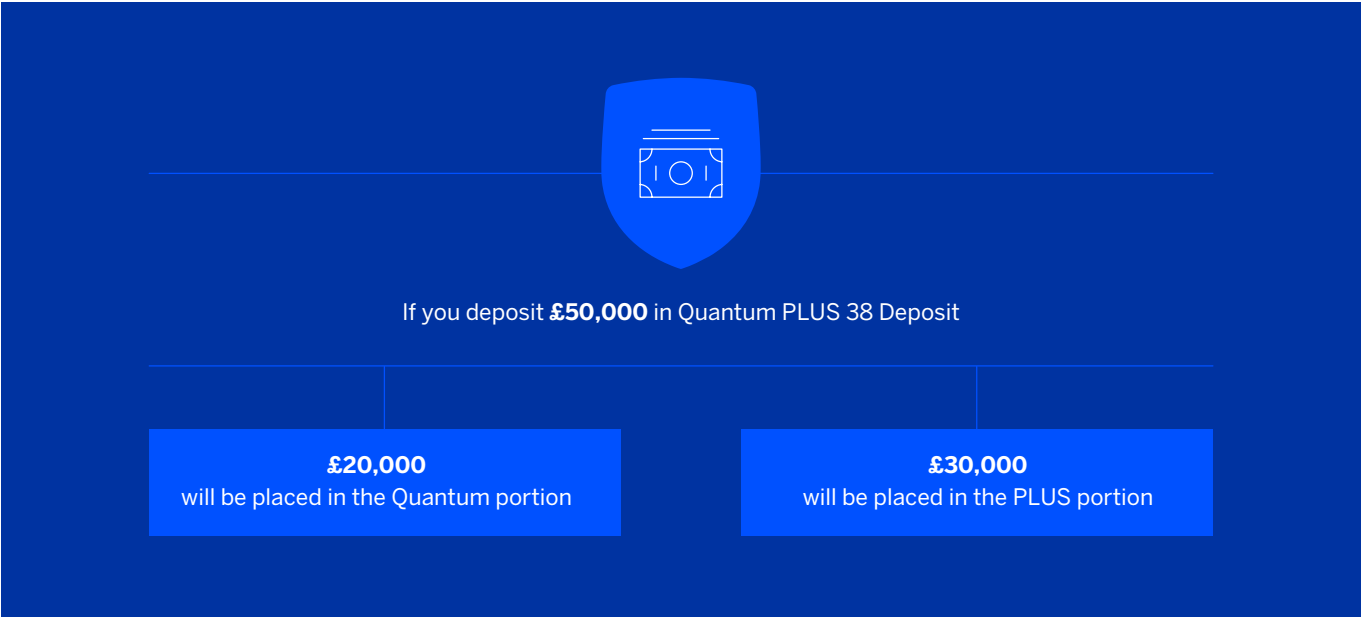 If you deposit £50,000 in Quantum PLUS 38 Deposit
£20,000
will be placed in the Quantum portion
£30,000
will be placed in the PLUS portion